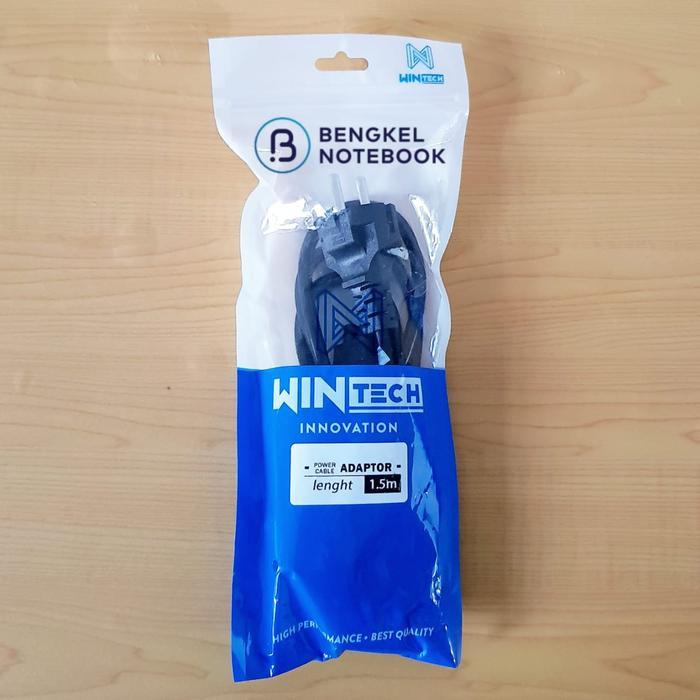 WINTECH
BENGKEL
NOTEBOOK
WINTECH
INNOVATION
- POWER CABLE ADAPTOR -
lenght 1.5m
HIGH PERFORMANCE • BEST QUALITY